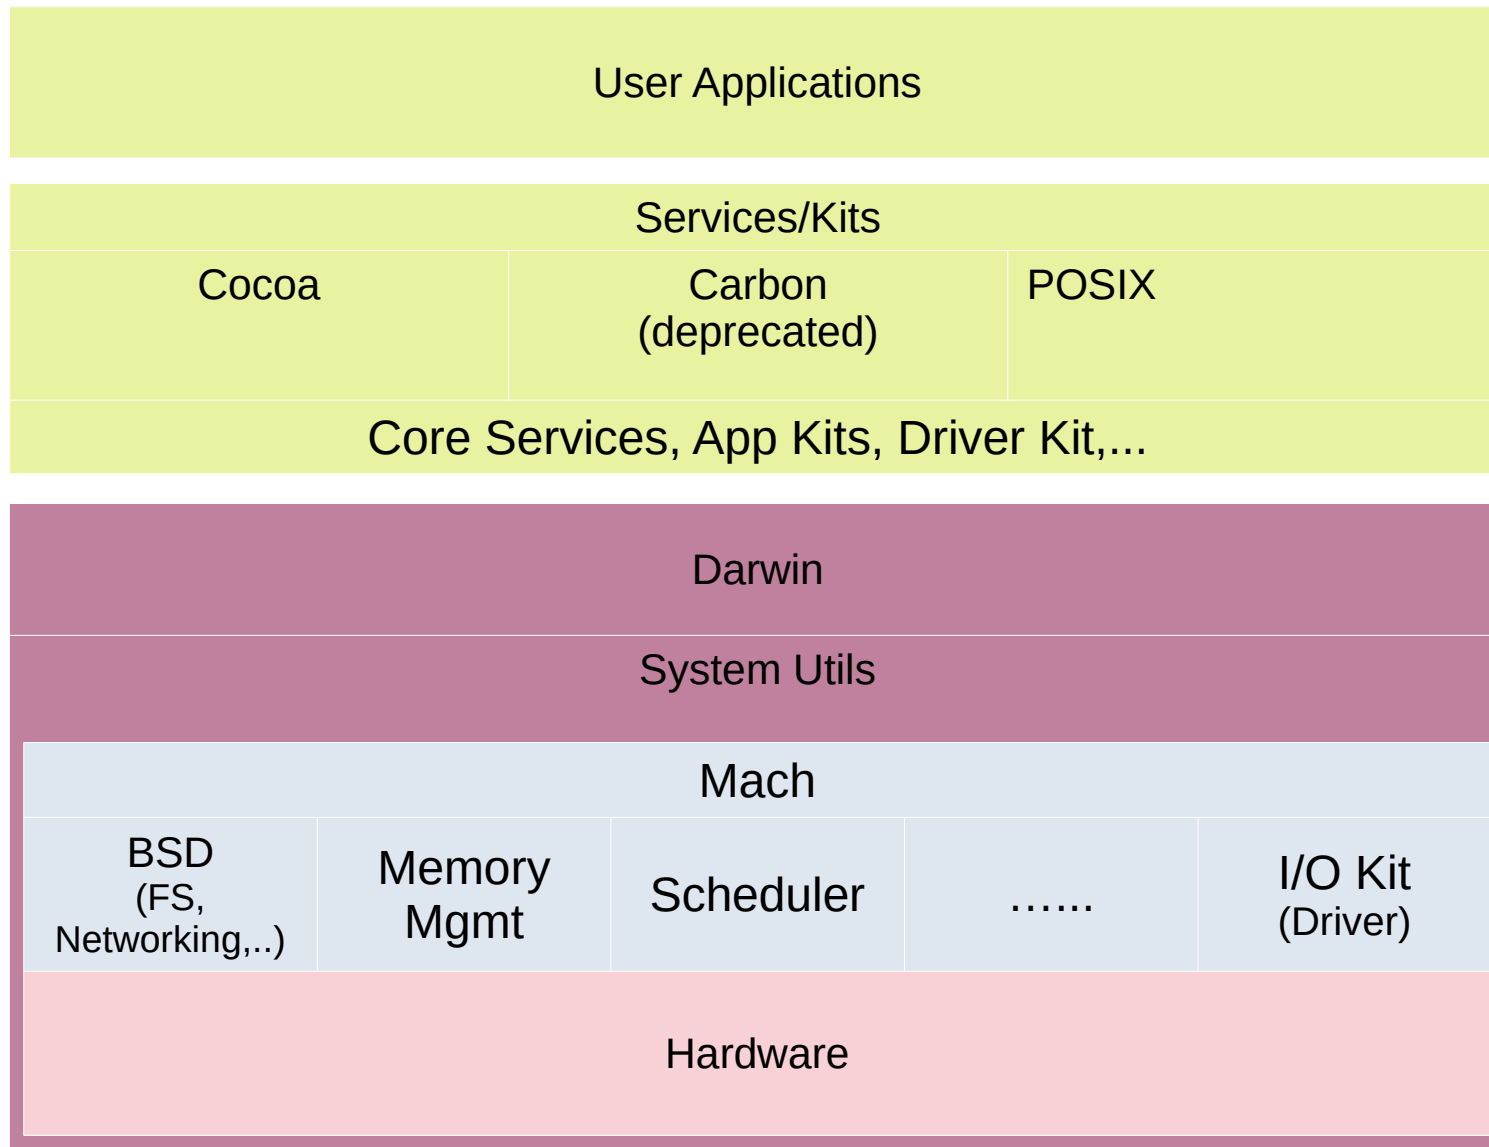 User Applications
Services/Kits
Cocoa
Carbon
(deprecated)
POSIX
Core Services, App Kits, Driver Kit,...
Darwin
System Utils
Mach
BSD
(FS,
Networking,..)
Memory
Mgmt
Scheduler
…...
I/O Kit
(Driver)
Hardware